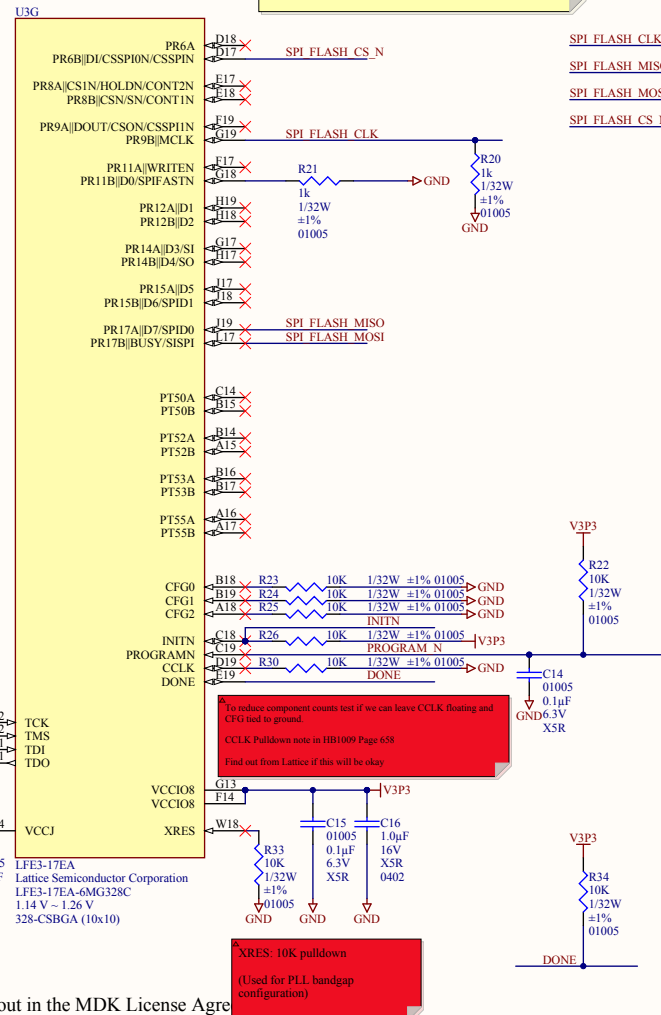 U3G
PR6A D18
PR6B||DI/CSSPI0N/CSSPIN D17 SPI_FLASH_CS_N
PR8A||CS1N/HOLDN/CONT2N E17
PR8B||CSN/SN/CONT1N E18
PR9A||DOUT/CSON/CSSPI1N F19
PR9B||MCLK G19 SPI_FLASH_CLK
PR11A||WRITEN F17
PR11B||D0/SPIFASTN G18
R21
1k
1/32W
±1%
01005
GND
R20
1k
1/32W
±1%
01005
GND
PR12A||D1 H19
PR12B||D2 H18
PR14A||D3/SI G17
PR14B||D4/SO H17
PR15A||D5 J17
PR15B||D6/SPID1 J18
PR17A||D7/SPID0 J19 SPI_FLASH_MISO
PR17B||BUSY/SISPI L17 SPI_FLASH_MOSI
PT50A C14
PT50B B15
PT52A B14
PT52B A15
PT53A B16
PT53B B17
PT55A A16
PT55B A17
CFG0 B18 R23 10K 1/32W ±1% 01005 GND
CFG1 B19 R24 10K 1/32W ±1% 01005 GND
CFG2 A18 R25 10K 1/32W ±1% 01005 GND
INITN
INITN C18 R26 10K 1/32W ±1% 01005 V3P3
PROGRAMN C19 PROGRAM_N
CCLK D19 R30 10K 1/32W ±1% 01005 GND
DONE E19 DONE
V3P3
R22
10K
1/32W
±1%
01005
C14
01005
0.1µF
6.3V
X5R
GND
To reduce component counts test if we can leave CCLK floating and
CFG tied to ground.
CCLK Pulldown note in HB1009 Page 658
Find out from Lattice if this will be okay
TCK
TMS
TDI
TDO
VCCIO8 G13
VCCIO8 F14
V3P3
VCCJ
XRES W18
R33
10K
1/32W
±1%
01005
GND
C15
01005
0.1µF
6.3V
X5R
GND
C16
1.0µF
16V
X5R
0402
GND
LFE3-17EA
Lattice Semiconductor Corporation
LFE3-17EA-6MG328C
1.14 V ~ 1.26 V
328-CSBGA (10x10)
V3P3
R34
10K
1/32W
±1%
01005
DONE
XRES: 10K pulldown
(Used for PLL bandgap
configuration)
out in the MDK License Agre
SPI_FLASH_CLK
SPI_FLASH_MISO
SPI_FLASH_MOS
SPI_FLASH_CS_N